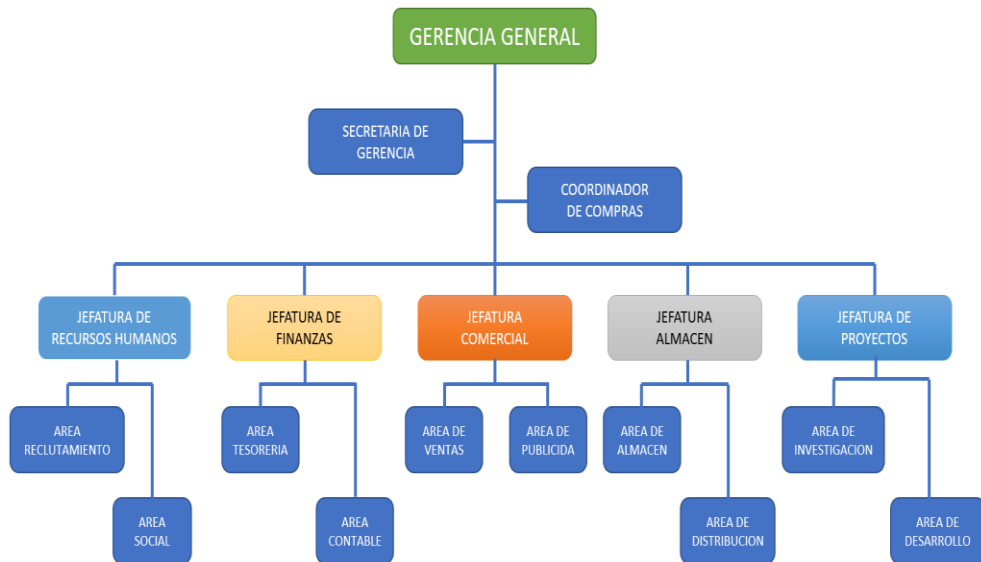 GERENCIA GENERAL
SECRETARIA DE
GERENCIA
COORDINADOR
DE COMPRAS
JEFATURA DE
RECURSOS HUMANOS
JEFATURA DE
FINANZAS
JEFATURA
COMERCIAL
JEFATURA
ALMACEN
JEFATURA DE
PROYECTOS
AREA
RECLUTAMIENTO
AREA
TESORERIA
AREA DE
VENTAS
AREA DE
PUBLICIDA
AREA DE
ALMACEN
AREA DE
INVESTIGACION
AREA
SOCIAL
AREA
CONTABLE
AREA DE
DISTRIBUCION
AREA DE
DESARROLLO